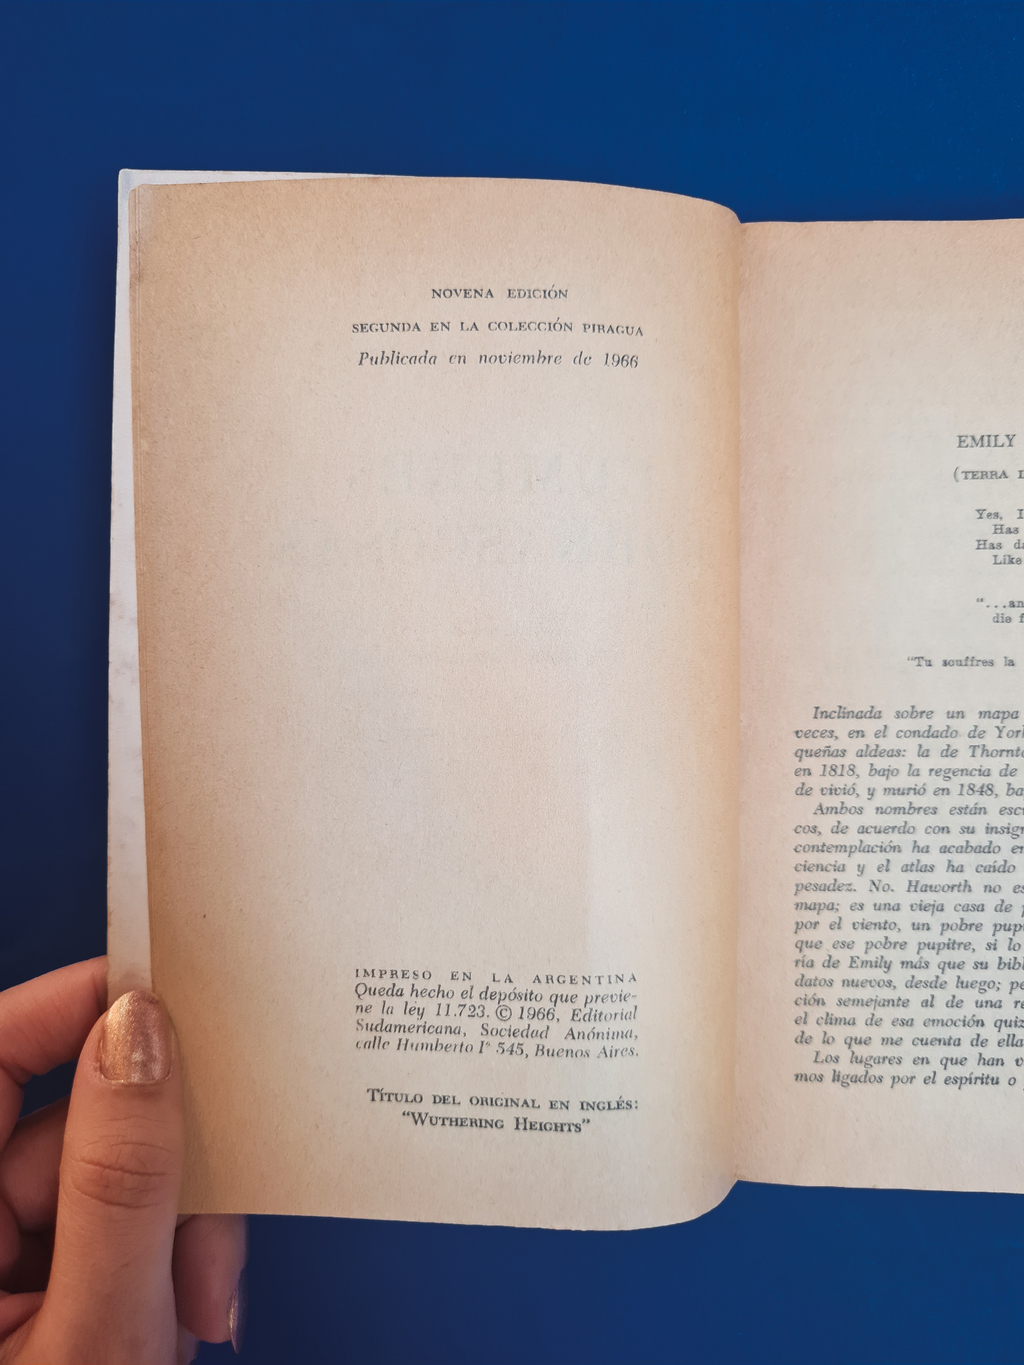 NOVENA EDICIÓN
SEGUNDA EN LA COLECCIÓN PIRAGUA
Publicada en noviembre de 1966
IMPRESO EN LA ARGENTINA
Queda hecho el depósito que previe-
ne la ley 11.723. © 1966, Editorial
Sudamericana, Sociedad Anónima,
calle Humberto Iº 545, Buenos Aires.
TÍTULO DEL ORIGINAL EN INGLÉS:
"WUTHERING HEIGHTS"
EMILY
(TERRA
Yes,
Has
Has
Like
"...
die
"Tu souffres la
Inclinada sobre un mapa
veces, en el condado de
queñas aldeas: la de
en 1818, bajo la regencia de
de vivió, y murió en 1848,
Ambos nombres están
cos, de acuerdo con su
contemplación ha acabado
ciencia y el atlas ha caído
pesadez. No. Haworth no
mapa; es una vieja casa de
por el viento, un pobre
que ese pobre pupitre, si lo
ría de Emily más que su
datos nuevos, desde luego;
ción semejante al de una
el clima de esa emoción
de lo que me cuenta de ella
Los lugares en que han
mos ligados por el espíritu o